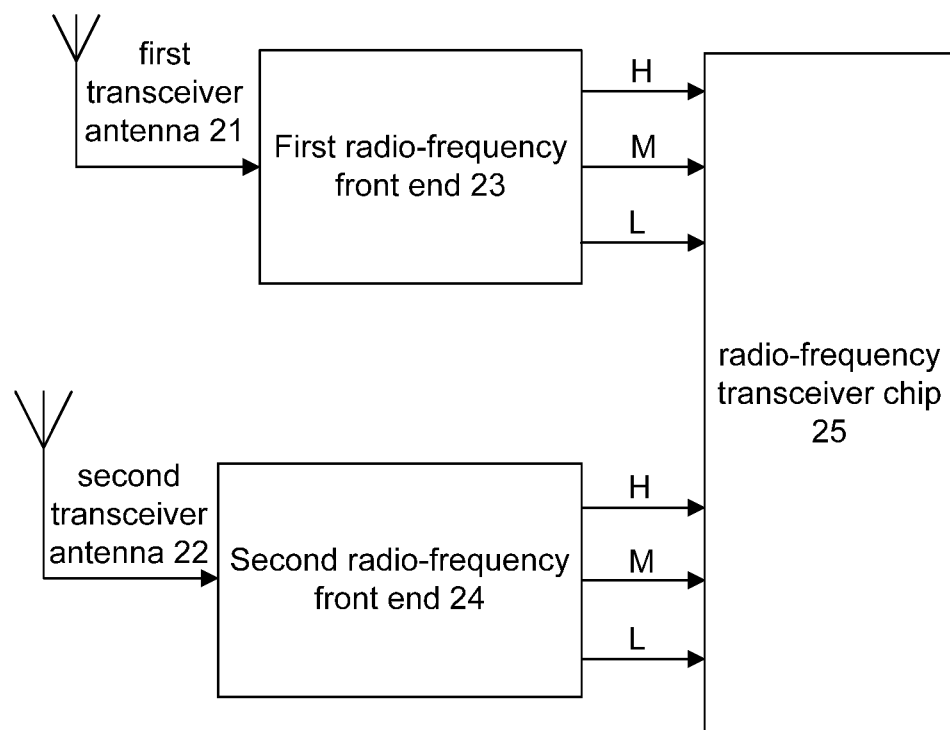 first
transceiver
antenna 21
First radio-frequency
front end 23
H
M
L
second
transceiver
antenna 22
Second radio-frequency
front end 24
H
M
L
radio-frequency
transceiver chip
25